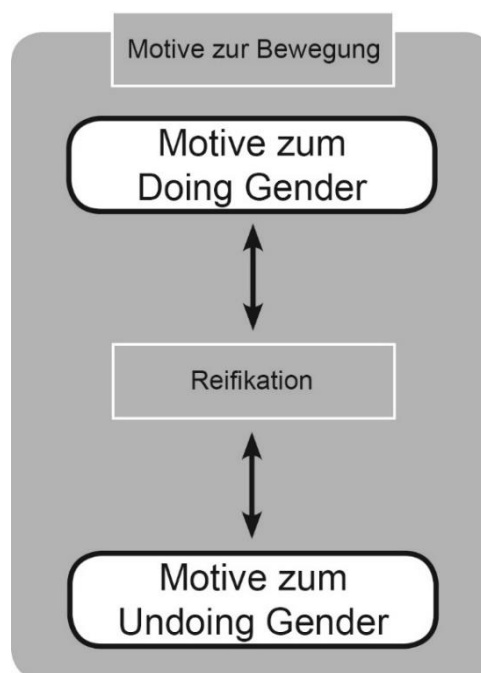 Motive zur Bewegung
Motive zum
Doing Gender
Reifikation
Motive zum
Undoing Gender